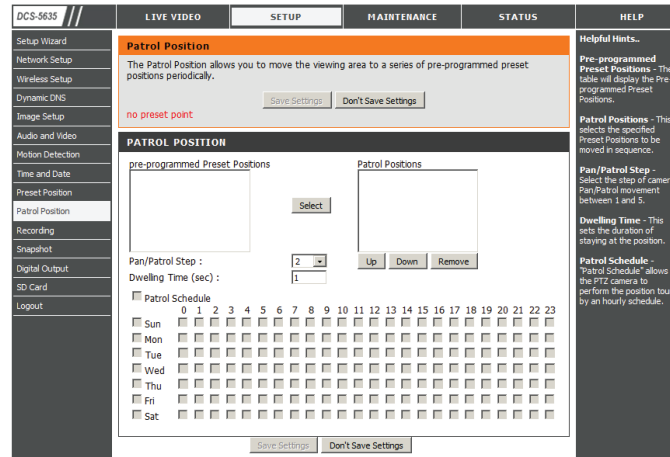 DCS-5635
LIVE VIDEO
SETUP
MAINTENANCE
STATUS
HELP
Setup Wizard
Network Setup
Wireless Setup
Dynamic DNS
Image Setup
Audio and Video
Motion Detection
Time and Date
Preset Position
Patrol Position
Recording
Snapshot
Digital Output
SD Card
Logout
Patrol Position
The Patrol Position allows you to move the viewing area to a series of pre-programmed preset
positions periodically.
Save Settings Don't Save Settings
no preset point
PATROL POSITION
pre-programmed Preset Positions
Patrol Positions
Select
Pan/Patrol Step :
2
Up Down Remove
Dwelling Time (sec) :
1
Patrol Schedule
0 1 2 3 4 5 6 7 8 9 10 11 12 13 14 15 16 17 18 19 20 21 22 23
Sun
Mon
Tue
Wed
Thu
Fri
Sat
Save Settings Don't Save Settings
Helpful Hints..
Pre-programmed
Preset Positions - The
table will display the Pre-
programmed Preset
Positions.
Patrol Positions - This
selects the specified
Preset Positions to be
moved in sequence.
Pan/Patrol Step -
Select the step of camer
Pan/Patrol movement
between 1 and 5.
Dwelling Time - This
sets the duration of
staying at the position.
Patrol Schedule -
"Patrol Schedule" allows
the PTZ camera to
perform the position tou
by an hourly schedule.